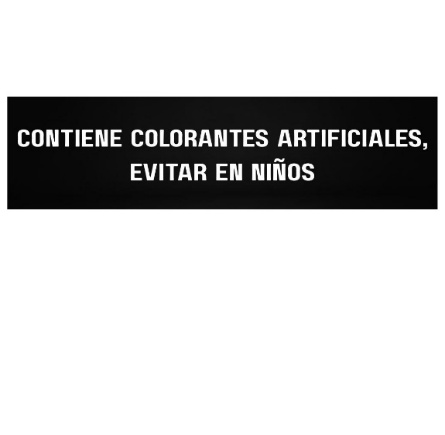 CONTIENE COLORANTES ARTIFICIALES,
EVITAR EN NIÑOS